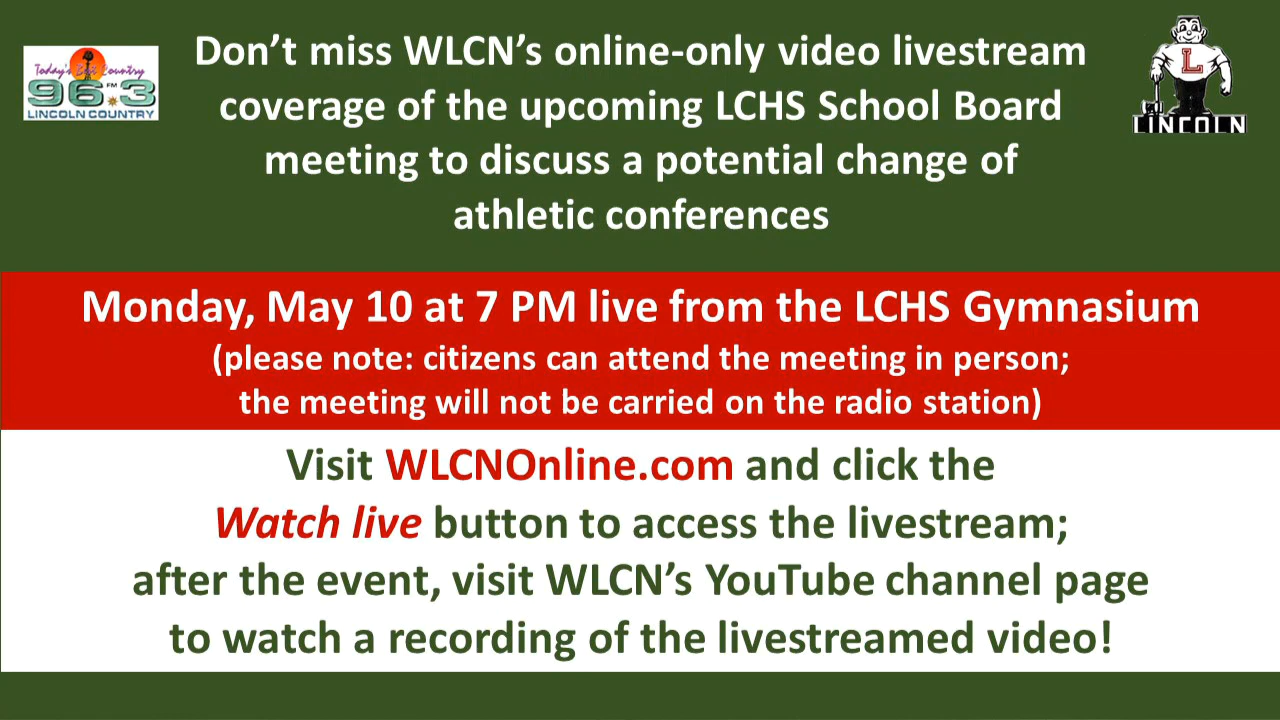 Don’t miss WLCN’s online-only video livestream
coverage of the upcoming LCHS School Board
meeting to discuss a potential change of
athletic conferences
Today's Best Country
96.3 FM
LINCOLN COUNTRY
L
LINCOLN
Monday, May 10 at 7 PM live from the LCHS Gymnasium
(please note: citizens can attend the meeting in person;
the meeting will not be carried on the radio station)
Visit WLCNOnline.com and click the
Watch live button to access the livestream;
after the event, visit WLCN’s YouTube channel page
to watch a recording of the livestreamed video!